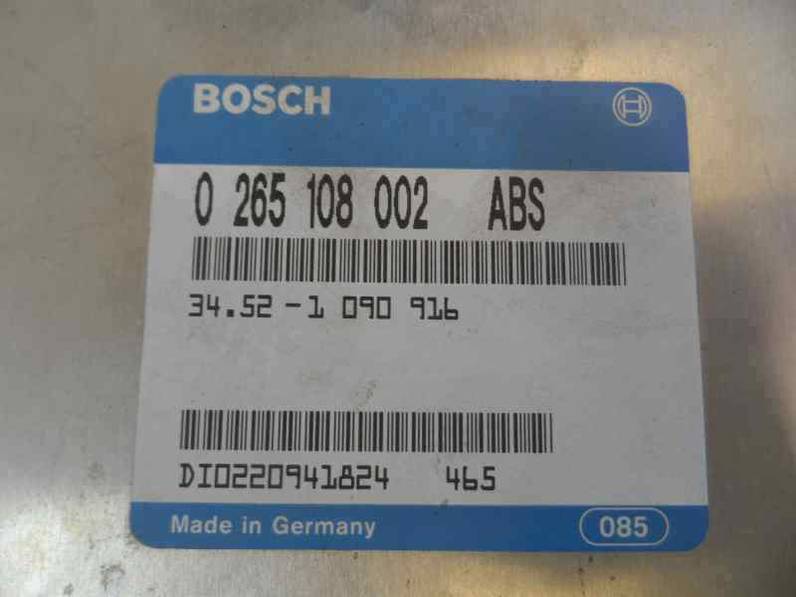 BOSCH
0 265 108 002 ABS
34.52-1 090 916
DI0220941824 465
Made in Germany 085